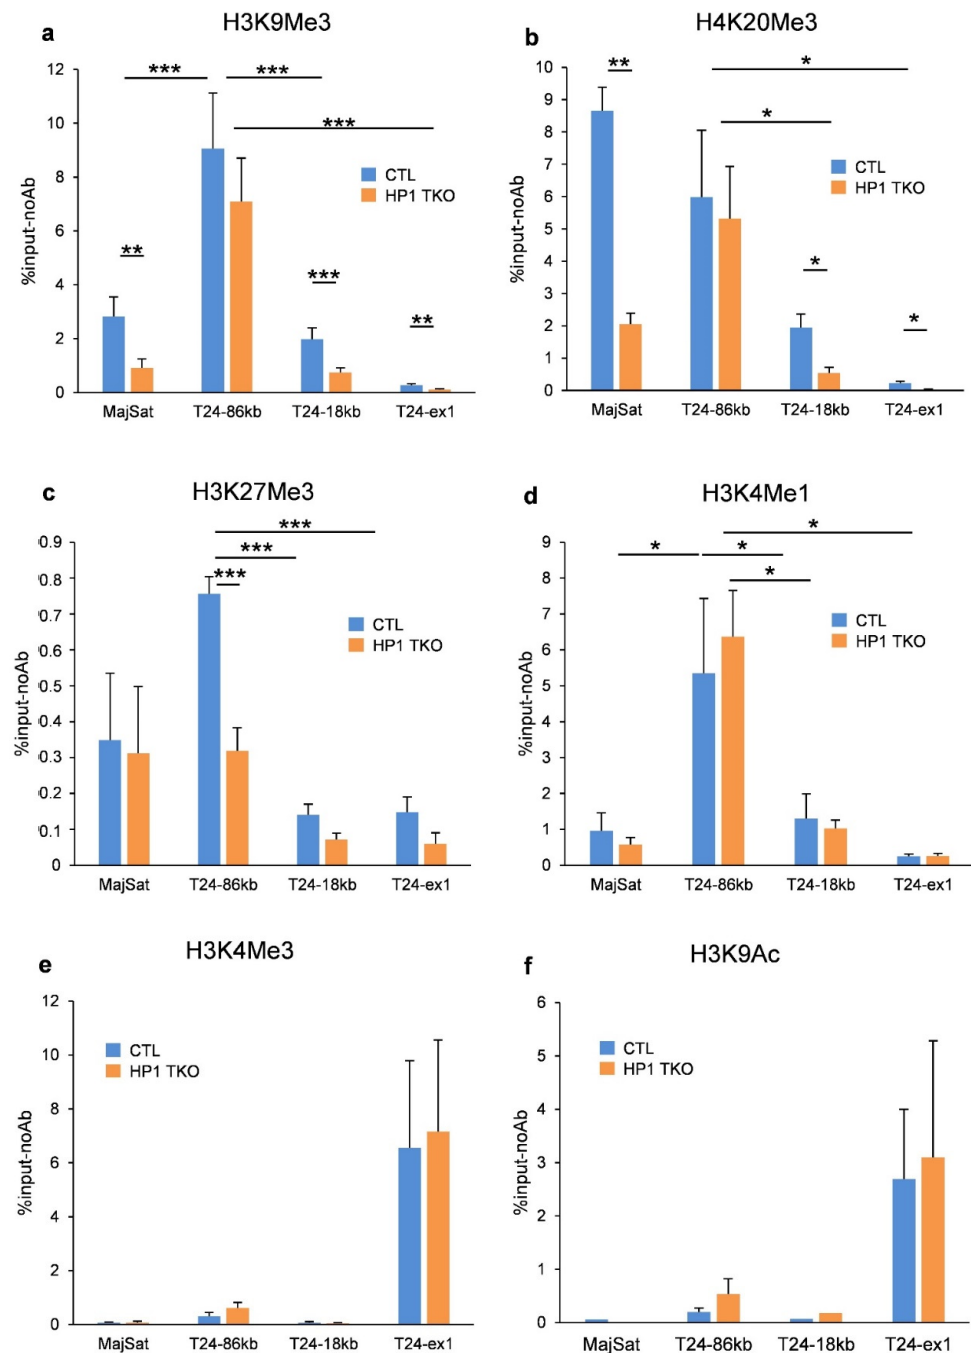 a
H3K9Me3
12
10
8
6
4
2
0
%input-noAb
***
***
***
**
***
**
CTL
HP1 TKO
MajSat T24-86kb T24-18kb T24-ex1
b
H4K20Me3
10
9
8
7
6
5
4
3
2
1
0
%input-noAb
**
*
*
*
*
CTL
HP1 TKO
MajSat T24-86kb T24-18kb T24-ex1
c
H3K27Me3
0.9
0.8
0.7
0.6
0.5
0.4
0.3
0.2
0.1
0
%input-noAb
***
***
***
CTL
HP1 TKO
MajSat T24-86kb T24-18kb T24-ex1
d
H3K4Me1
9
8
7
6
5
4
3
2
1
0
%input-noAb
*
*
*
*
CTL
HP1 TKO
MajSat T24-86kb T24-18kb T24-ex1
e
H3K4Me3
12
10
8
6
4
2
0
%input-noAb
CTL
HP1 TKO
MajSat T24-86kb T24-18kb T24-ex1
f
H3K9Ac
6
5
4
3
2
1
0
%input-noAb
CTL
HP1 TKO
MajSat T24-86kb T24-18kb T24-ex1